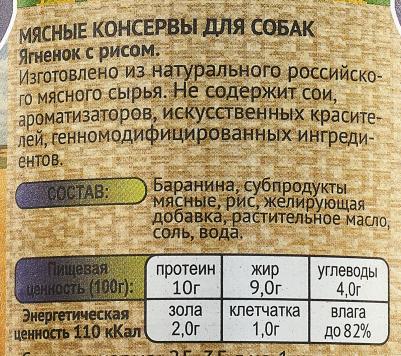 МЯСНЫЕ КОНСЕРВЫ ДЛЯ СОБАК
Ягненок с рисом.
Изготовлено из натурального российско-
го мясного сырья. Не содержит сои,
ароматизаторов, искусственных красите-
лей, генномодифицированных ингреди-
ентов.
СОСТАВ: Баранина, субпродукты
мясные, рис, желирующая
добавка, растительное масло,
соль, вода.
Пищевая ценность (100г): протеин 10г жир 9,0г углеводы 4,0г
Энергетическая ценность 110 кКал зола 2,0г клетчатка 1,0г влага до 82%